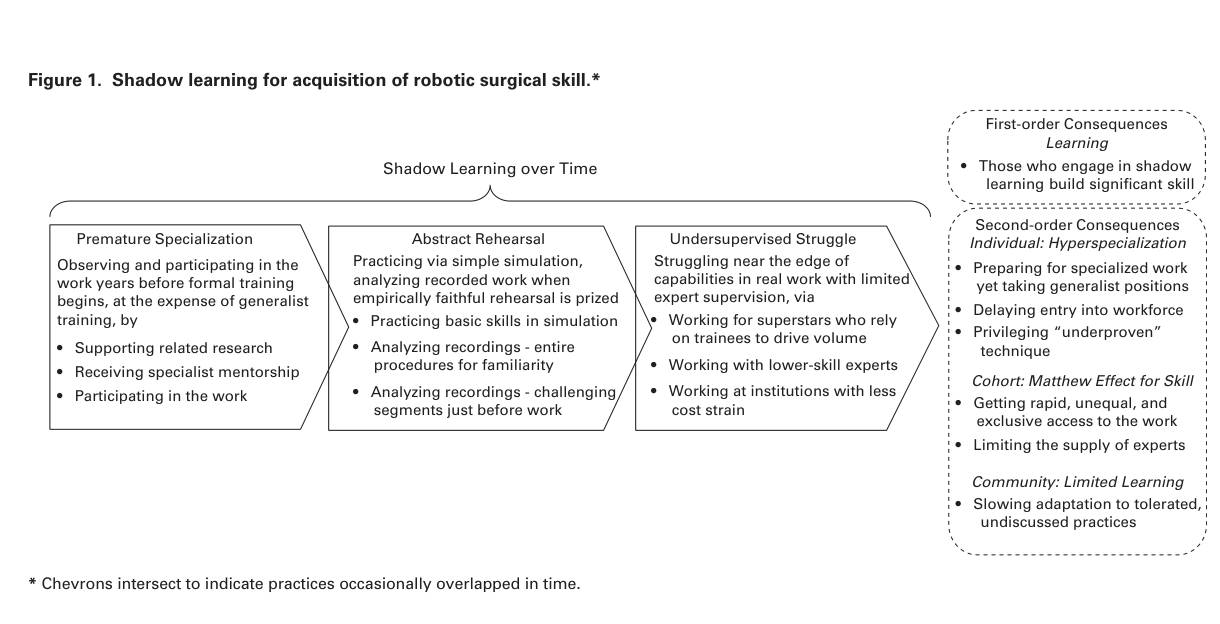 Figure 1. Shadow learning for acquisition of robotic surgical skill.*
Shadow Learning over Time
Premature Specialization
Observing and participating in the
work years before formal training
begins, at the expense of generalist
training, by
• Supporting related research
• Receiving specialist mentorship
• Participating in the work
Abstract Rehearsal
Practicing via simple simulation,
analyzing recorded work when
empirically faithful rehearsal is prized
• Practicing basic skills in simulation
• Analyzing recordings - entire
procedures for familiarity
• Analyzing recordings - challenging
segments just before work
Undersupervised Struggle
Struggling near the edge of
capabilities in real work with limited
expert supervision, via
• Working for superstars who rely
on trainees to drive volume
• Working with lower-skill experts
• Working at institutions with less
cost strain
First-order Consequences
Learning
• Those who engage in shadow
learning build significant skill
Second-order Consequences
Individual: Hyperspecialization
• Preparing for specialized work
yet taking generalist positions
• Delaying entry into workforce
• Privileging “underproven”
technique
Cohort: Matthew Effect for Skill
• Getting rapid, unequal, and
exclusive access to the work
• Limiting the supply of experts
Community: Limited Learning
• Slowing adaptation to tolerated,
undiscussed practices
* Chevrons intersect to indicate practices occasionally overlapped in time.